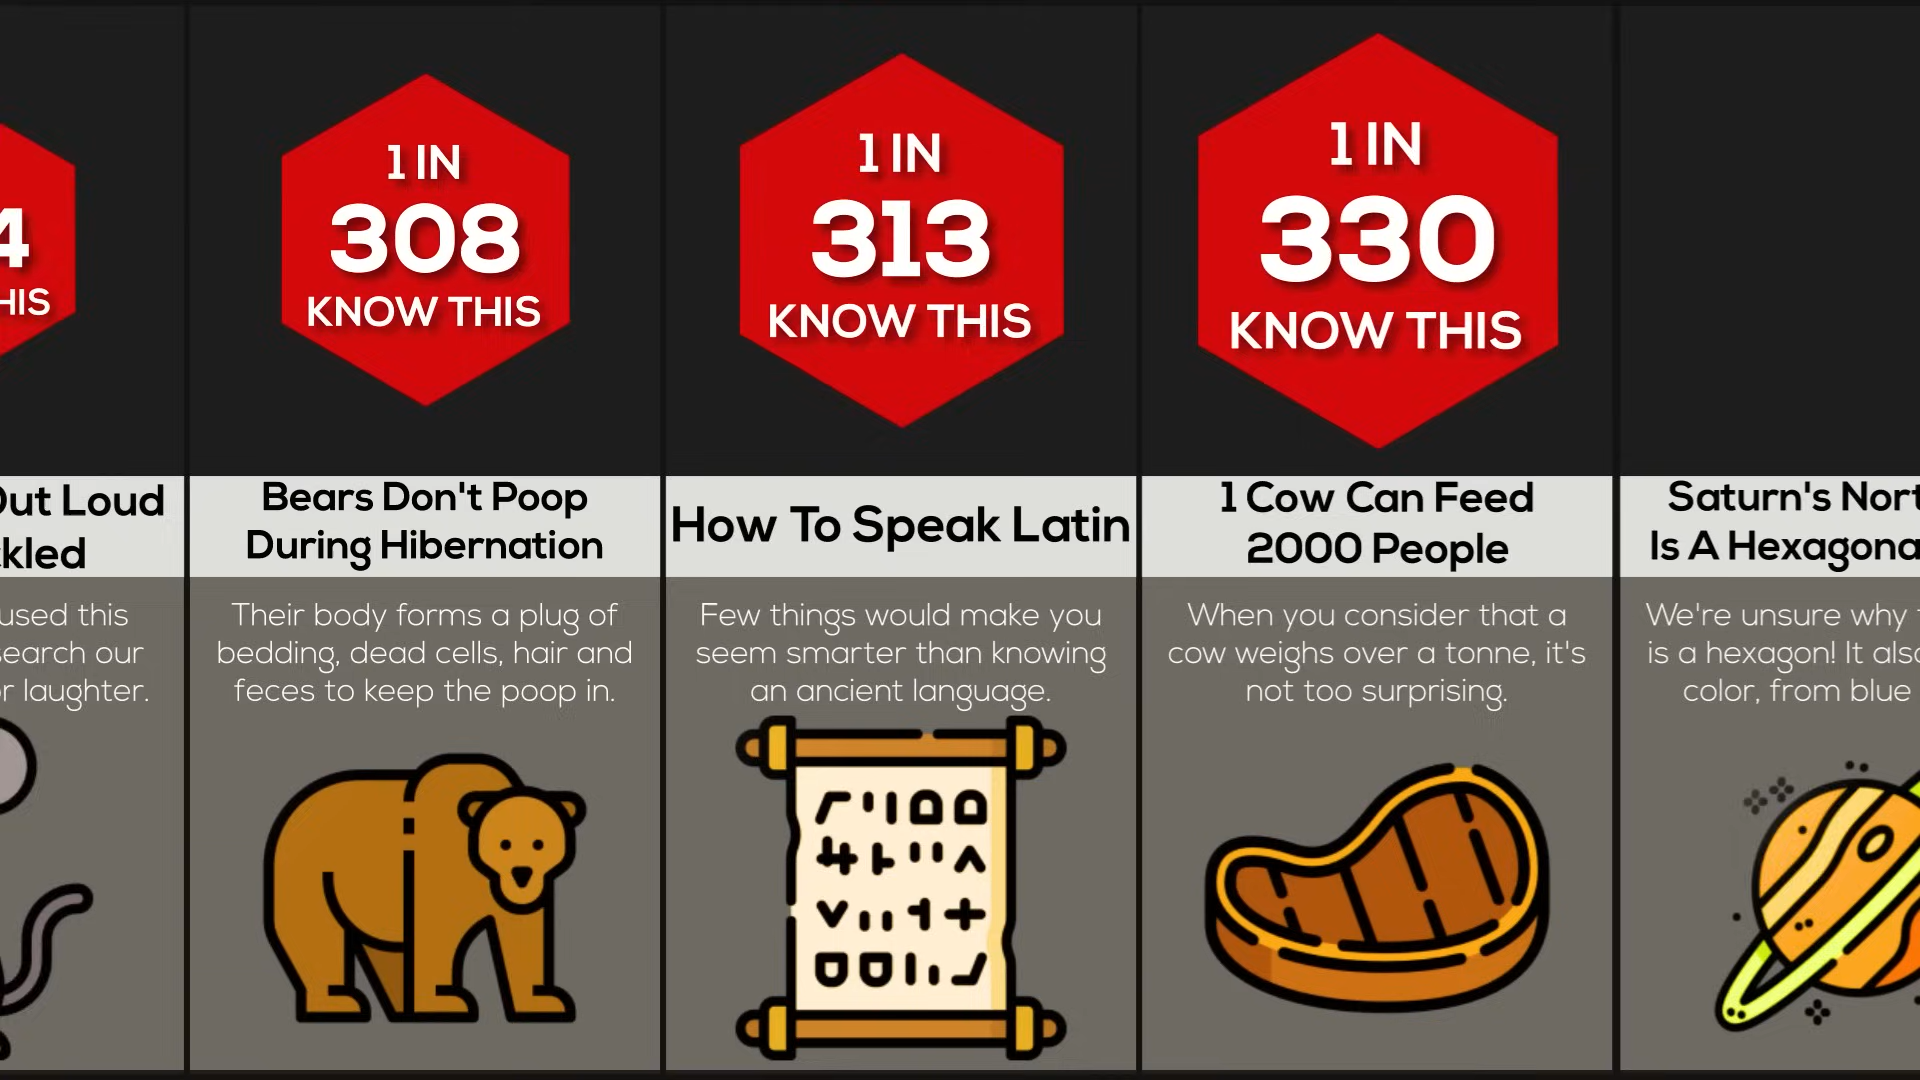 4
HIS
Out Loud
ckled
used this
search our
r laughter.
1 IN
308
KNOW THIS
Bears Don't Poop
During Hibernation
Their body forms a plug of
bedding, dead cells, hair and
feces to keep the poop in.
1 IN
313
KNOW THIS
How To Speak Latin
Few things would make you
seem smarter than knowing
an ancient language.
1 IN
330
KNOW THIS
1 Cow Can Feed
2000 People
When you consider that a
cow weighs over a tonne, it's
not too surprising.
Saturn's Nort
Is A Hexagona
We're unsure why
is a hexagon! It also
color, from blue